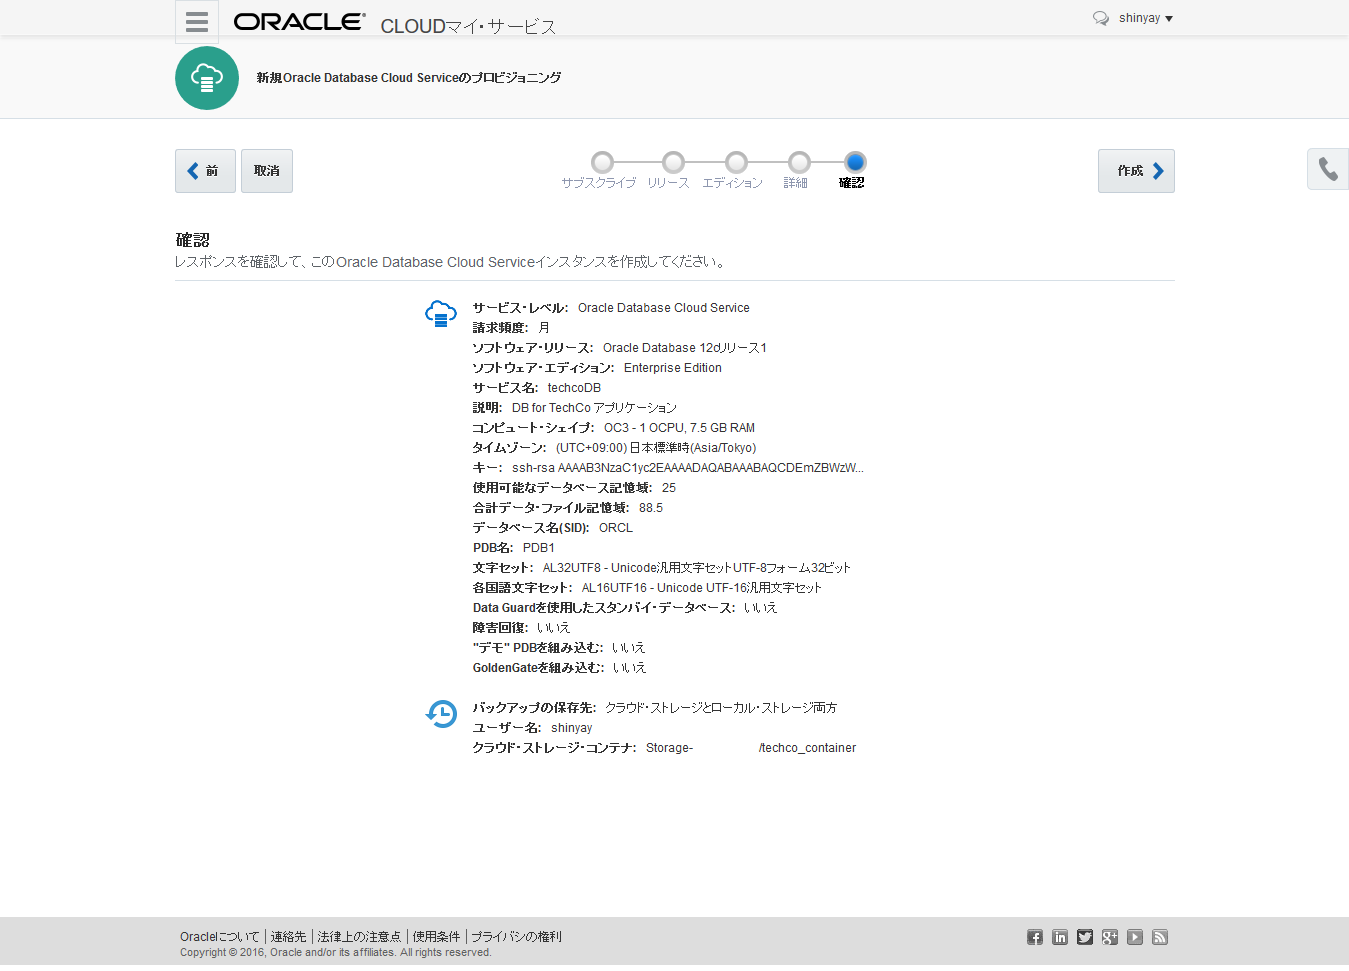 ORACLE CLOUDマイ・サービス
shinyay
新規Oracle Database Cloud Serviceのプロビジョニング
前
取消
サブスクライブ
リリース
エディション
詳細
確認
作成
確認
レスポンスを確認して、このOracle Database Cloud Serviceインスタンスを作成してください。
サービス・レベル: Oracle Database Cloud Service
請求頻度: 月
ソフトウェア・リリース: Oracle Database 12cリリース1
ソフトウェア・エディション: Enterprise Edition
サービス名: techcoDB
説明: DB for TechCo アプリケーション
コンピュート・シェイプ: OC3 - 1 OCPU, 7.5 GB RAM
タイムゾーン: (UTC+09:00) 日本標準時(Asia/Tokyo)
キー: ssh-rsa AAAAB3NzaC1yc2EAAAADAQABAAABAQCDEmZBWzW...
使用可能なデータベース記憶域: 25
合計データ・ファイル記憶域: 88.5
データベース名(SID): ORCL
PDB名: PDB1
文字セット: AL32UTF8 - Unicode汎用文字セットUTF-8フォーム32ビット
各国語文字セット: AL16UTF16 - Unicode UTF-16汎用文字セット
Data Guardを使用したスタンバイ・データベース: いいえ
障害回復: いいえ
"デモ" PDBを組み込む: いいえ
GoldenGateを組み込む: いいえ
バックアップの保存先: クラウド・ストレージとローカル・ストレージ両方
ユーザー名: shinyay
クラウド・ストレージ・コンテナ: Storage- /techco_container
Oracleについて | 連絡先 | 法律上の注意点 | 使用条件 | プライバシの権利
Copyright © 2016, Oracle and/or its affiliates. All rights reserved.